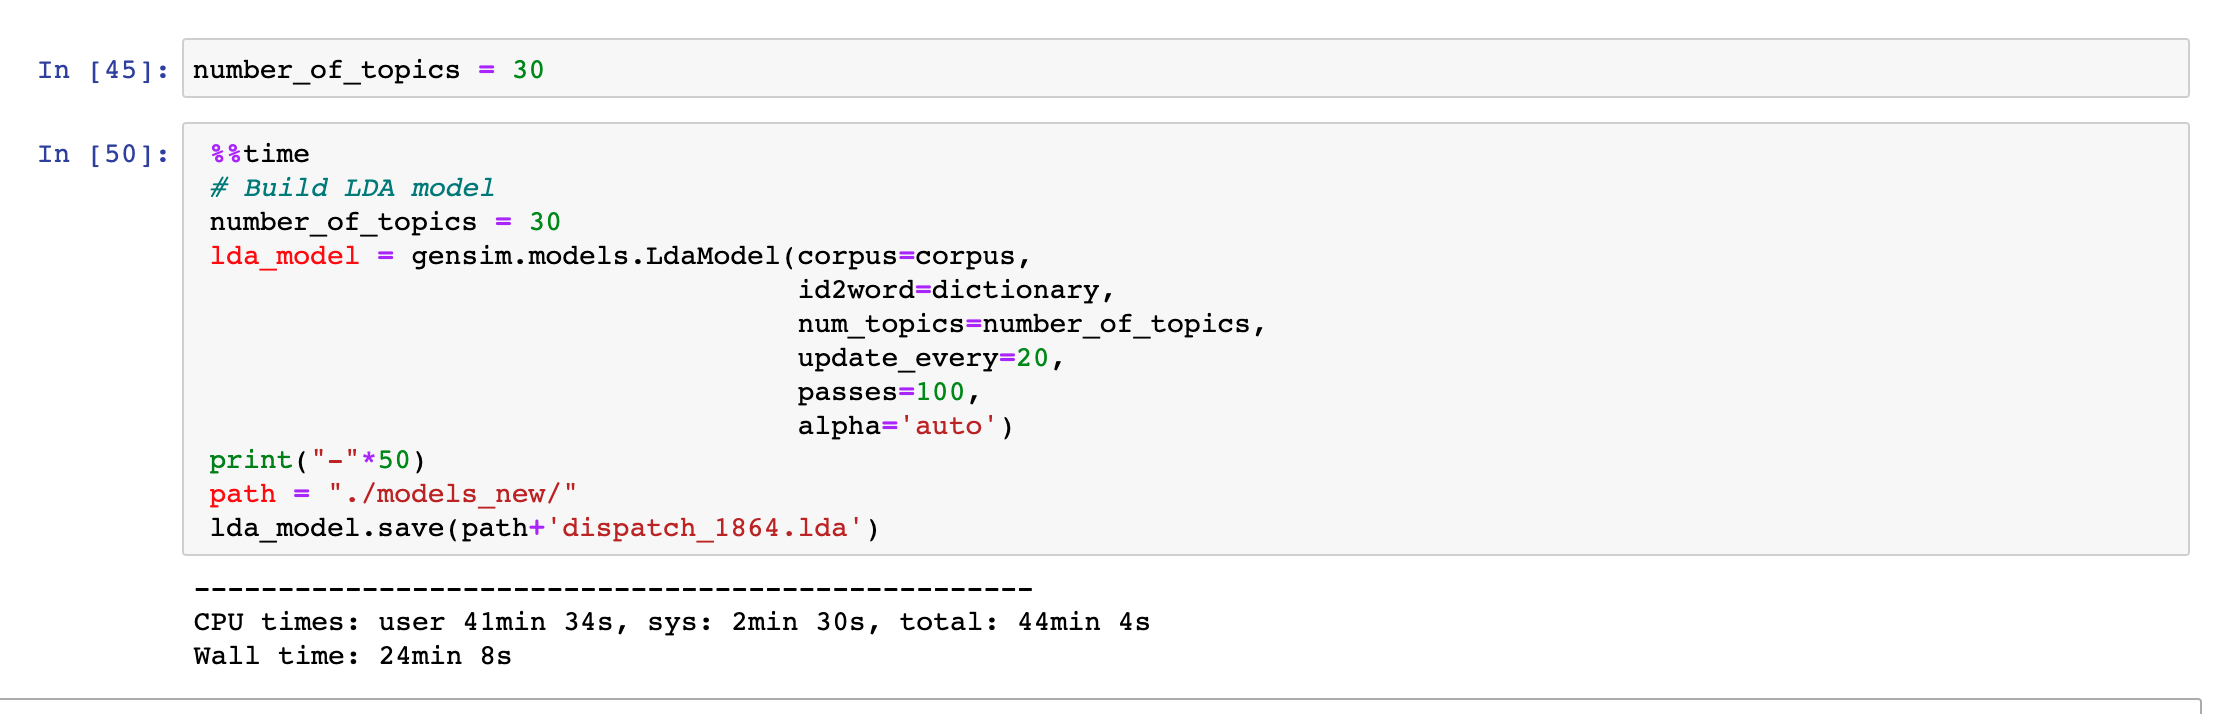 In [45]: number_of_topics = 30
In [50]: %%time
# Build LDA model
number_of_topics = 30
lda_model = gensim.models.LdaModel(corpus=corpus,
id2word=dictionary,
num_topics=number_of_topics,
update_every=20,
passes=100,
alpha='auto')
print("-"*50)
path = "./models_new/"
lda_model.save(path+'dispatch_1864.lda')
--------------------------------------------------
CPU times: user 41min 34s, sys: 2min 30s, total: 44min 4s
Wall time: 24min 8s